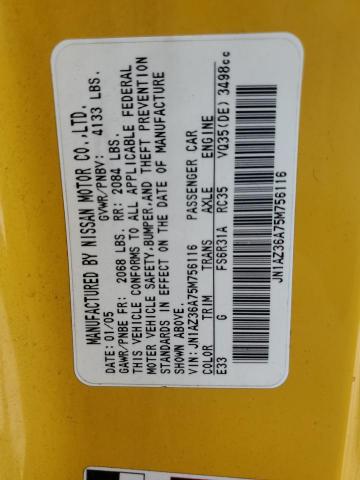 MANUFACTURED BY NISSAN MOTOR CO.,LTD.
DATE: 01/05 GVWR/PNBV: 4133 LBS.
GAWR/PNBE FR: 2068 LBS. RR: 2084 LBS.
THIS VEHICLE CONFORMS TO ALL APPLICABLE FEDERAL
MOTOR VEHICLE SAFETY,BUMPER,AND THEFT PREVENTION
STANDARDS IN EFFECT ON THE DATE OF MANUFACTURE
SHOWN ABOVE.
VIN: JN1AZ36A75M756116 PASSENGER CAR
COLOR TRIM TRANS AXLE ENGINE
E33 G FS6R31A RC35 VQ35(DE) 3498cc
JN1AZ36A75M756116